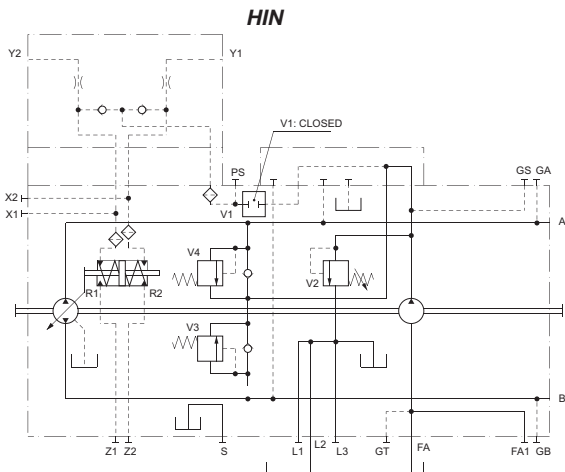 HIN
Y2 Y1
V1: CLOSED
PS GS GA
X2
X1 V1 A
V4
R1 R2 V2
V3
B
Z1 Z2 S L1 L2 L3 GT FA FA1 GB